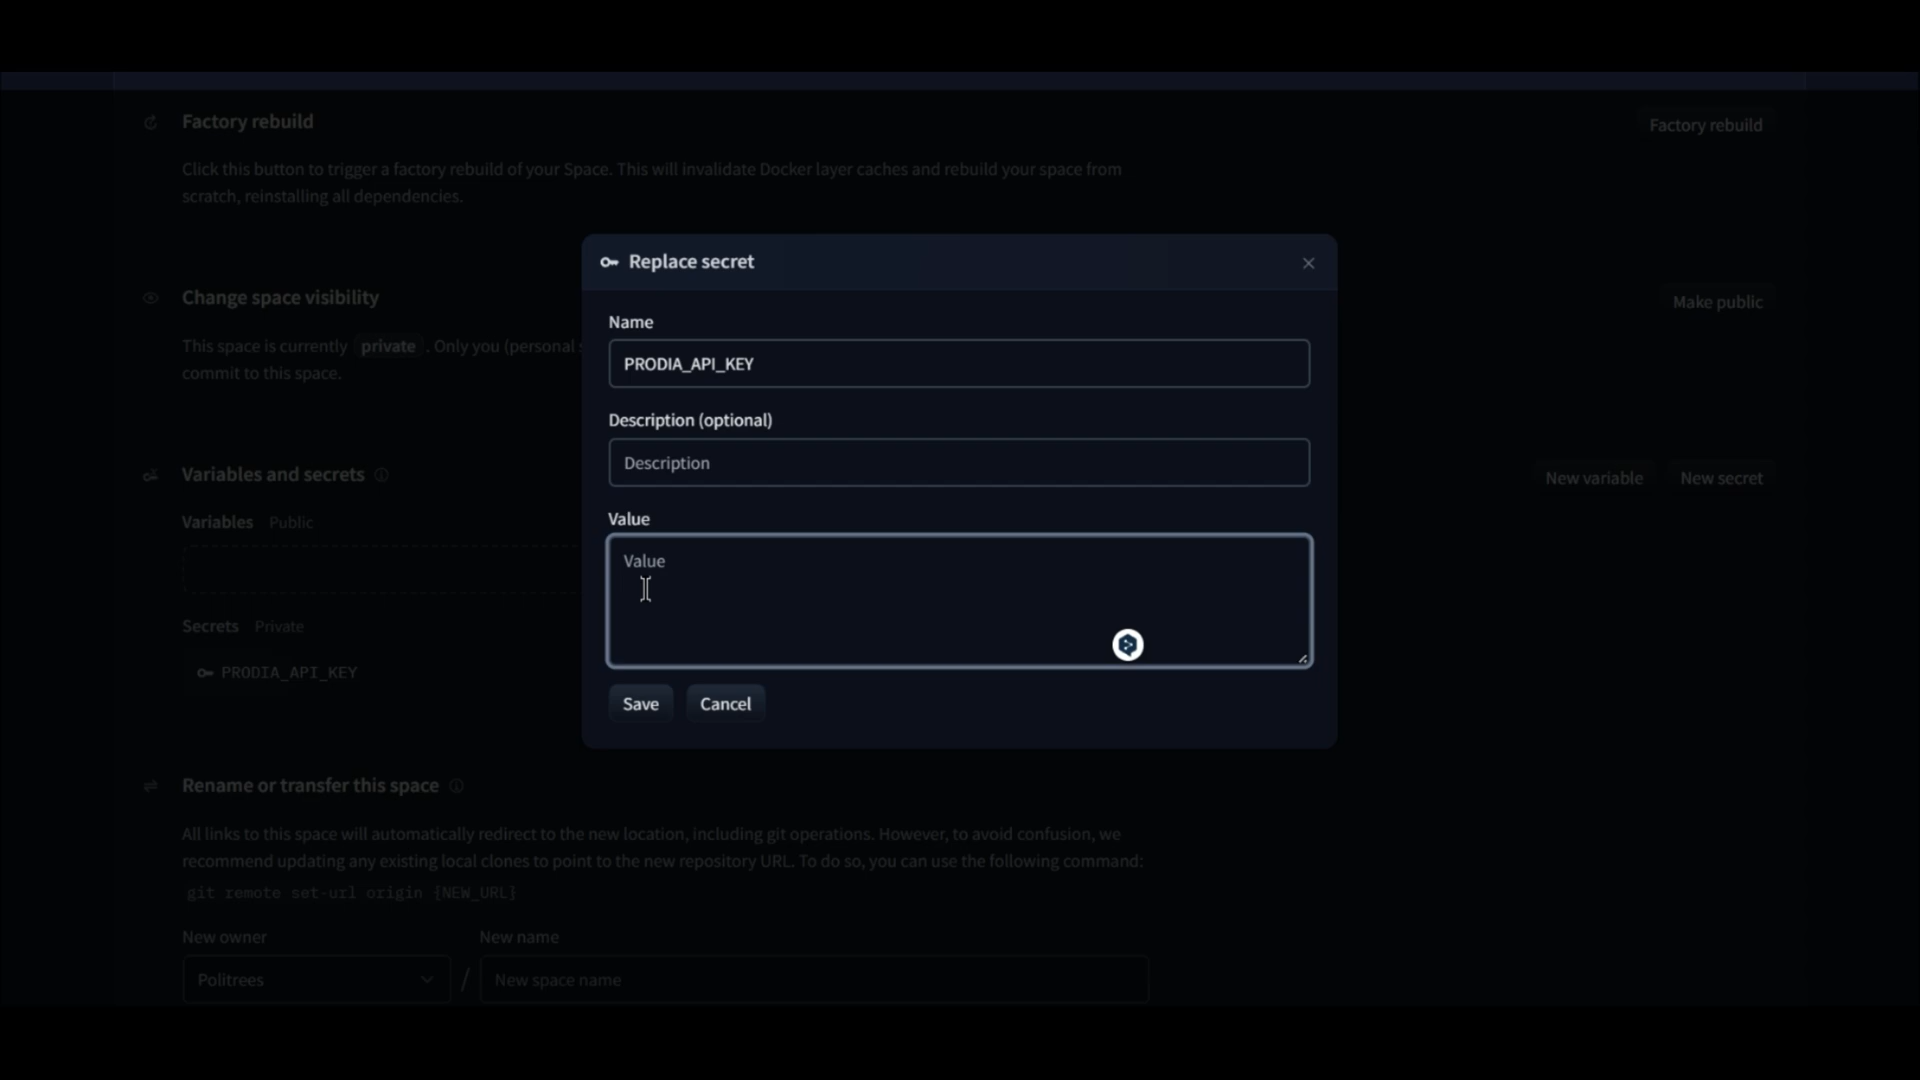 Factory rebuild
Factory rebuild
Click this button to trigger a factory rebuild of your Space. This will invalidate Docker layer caches and rebuild your space from
scratch, reinstalling all dependencies.
Change space visibility
Make public
This space is currently private . Only you (personal
commit to this space.
Variables and secrets
New variable
New secret
Variables Public
Secrets Private
PRODIA_API_KEY
Replace secret
Name
PRODIA_API_KEY
Description (optional)
Description
Value
Value
Save
Cancel
Rename or transfer this space
All links to this space will automatically redirect to the new location, including git operations. However, to avoid confusion, we
recommend updating any existing local clones to point to the new repository URL. To do so, you can use the following command:
git remote set-url origin {NEW_URL}
New owner
New name
Politrees
/
New space name